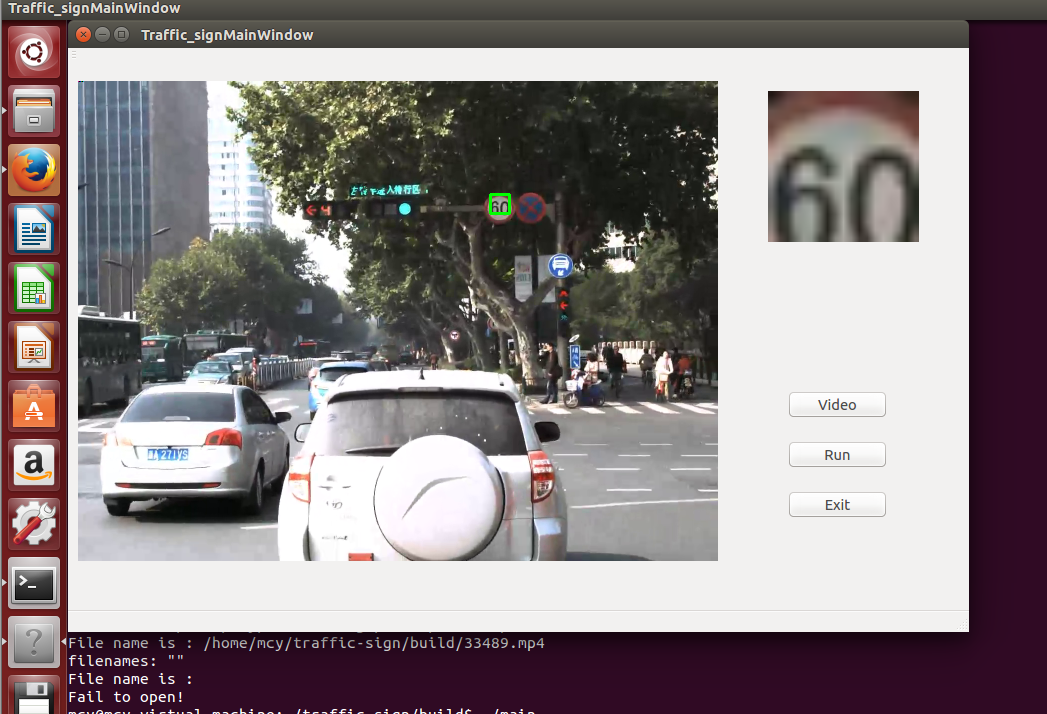 Traffic_signMainWindow
Traffic_signMainWindow
60
60
Video
Run
Exit
File name is : /home/mcy/traffic-sign/build/33489.mp4
filenames: ""
File name is :
Fail to open!